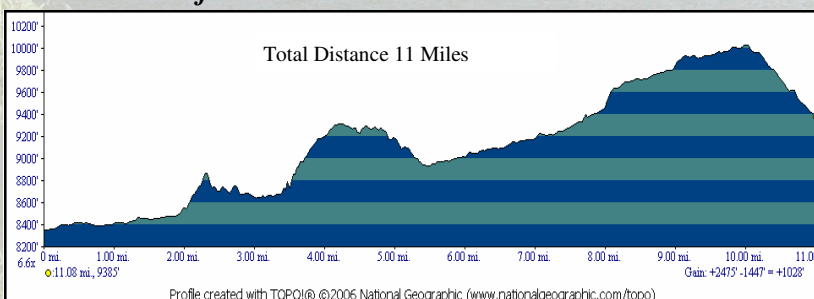 10200'
10000'
9800'
9600'
9400'
9200'
9000'
8800'
8600'
8400'
8200'
Total Distance 11 Miles
0 mi. 1.00 mi. 2.00 mi. 3.00 mi. 4.00 mi. 5.00 mi. 6.00 mi. 7.00 mi. 8.00 mi. 9.00 mi. 10.00 mi. 11.0
6.6x
:11.08 mi., 9385'
Gain: +2475' -1447' = +1028'
Profile created with TOPO!® ©2006 National Geographic (www.nationalgeographic.com/topo)